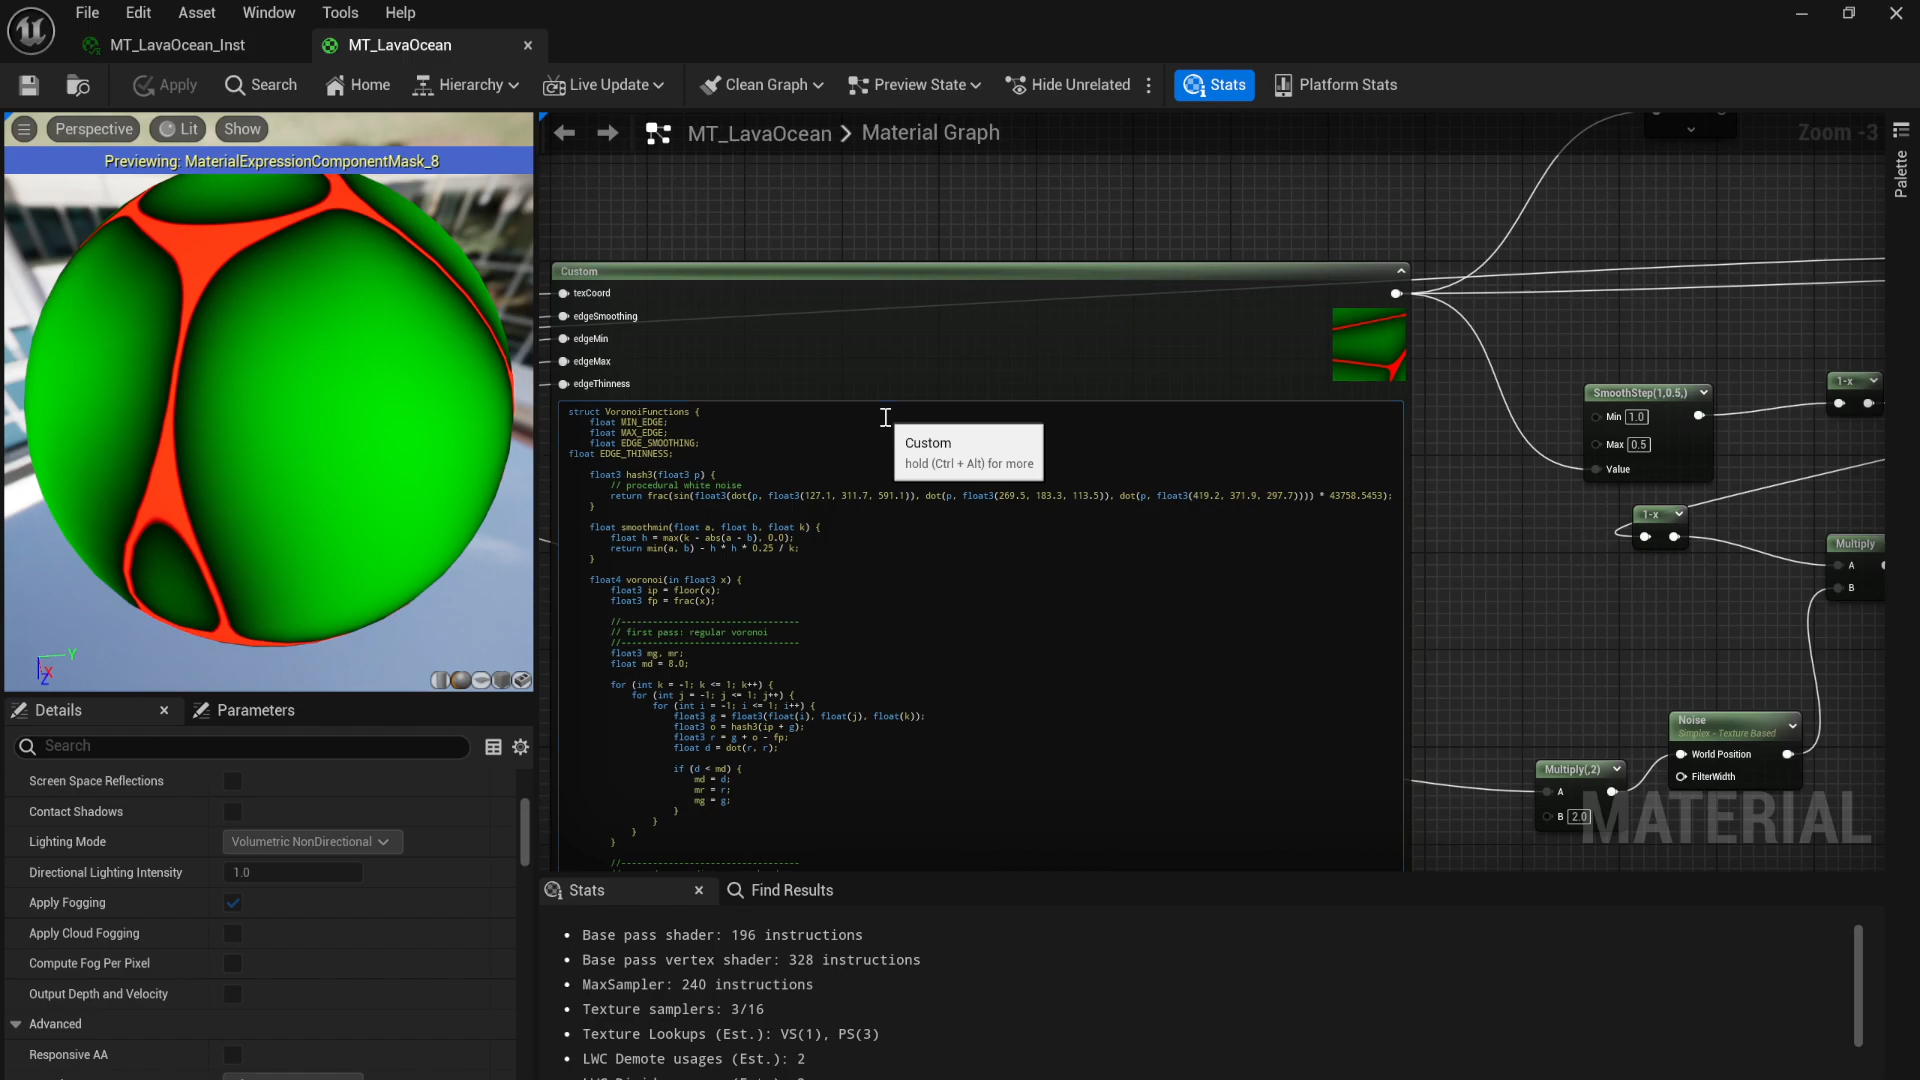 File Edit Asset Window Tools Help
MT_LavaOcean_Inst
MT_LavaOcean
Apply Search Home Hierarchy Live Update Clean Graph Preview State Hide Unrelated Stats Platform Stats
Perspective Lit Show
Previewing: MaterialExpressionComponentMask_8
MT_LavaOcean > Material Graph
Zoom -3
Palette
Custom
texCoord
edgeSmoothing
edgeMin
edgeMax
edgeThinness
struct VoronoiFunctions {
float MIN_EDGE;
float MAX_EDGE;
float EDGE_SMOOTHING;
float EDGE_THINNESS;
float3 hash3(float3 p) {
// procedural white noise
return frac(sin(float3(dot(p, float3(127.1, 311.7, 591.1)), dot(p, float3(269.5, 183.3, 113.5)), dot(p, float3(419.2, 371.9, 297.7)))) * 43758.5453);
}
float smoothmin(float a, float b, float k) {
float h = max(k - abs(a - b), 0.0);
return min(a, b) - h * h * 0.25 / k;
}
float4 voronoi(in float3 x) {
float3 ip = floor(x);
float3 fp = frac(x);
//----------------------------------
// first pass: regular voronoi
//----------------------------------
float3 mg, mr;
float md = 8.0;
for (int k = -1; k <= 1; k++) {
for (int j = -1; j <= 1; j++) {
for (int i = -1; i <= 1; i++) {
float3 g = float3(float(i), float(j), float(k));
float3 o = hash3(ip + g);
float3 r = g + o - fp;
float d = dot(r, r);
if (d < md) {
md = d;
mr = r;
mg = g;
}
}
}
}
//----------------------------------
Custom
hold (Ctrl + Alt) for more
SmoothStep(1,0.5,)
Min 1.0
Max 0.5
Value
1-x
1-x
Multiply
A
B
Noise
Simplex - Texture Based
World Position
FilterWidth
Multiply(,2)
A
B 2.0
MATERIAL
Y
X
Z
Details Parameters
Search
Screen Space Reflections
Contact Shadows
Lighting Mode Volumetric NonDirectional
Directional Lighting Intensity 1.0
Apply Fogging
Apply Cloud Fogging
Compute Fog Per Pixel
Output Depth and Velocity
Advanced
Responsive AA
Stats Find Results
• Base pass shader: 196 instructions
• Base pass vertex shader: 328 instructions
• MaxSampler: 240 instructions
• Texture samplers: 3/16
• Texture Lookups (Est.): VS(1), PS(3)
• LWC Demote usages (Est.): 2